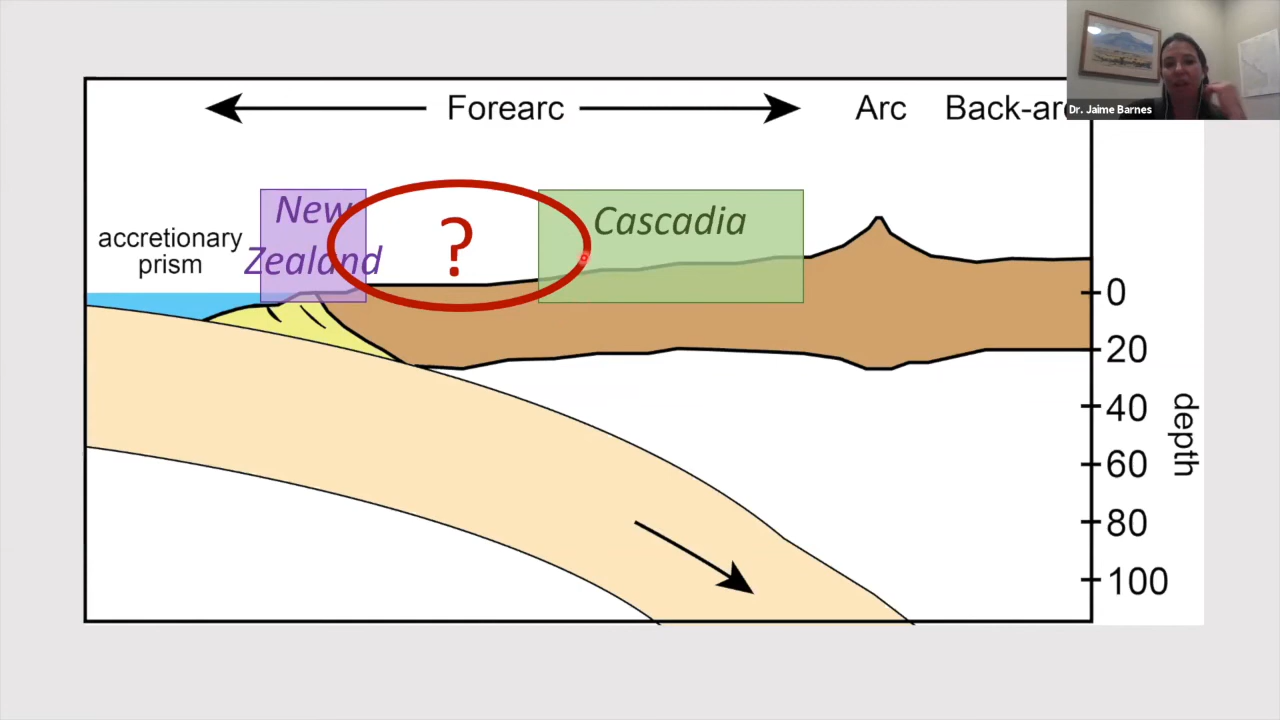 Forearc
Arc
Back-arc
Dr. Jaime Barnes
New
Zealand
?
Cascadia
accretionary
prism
0
20
40
60
80
100
depth